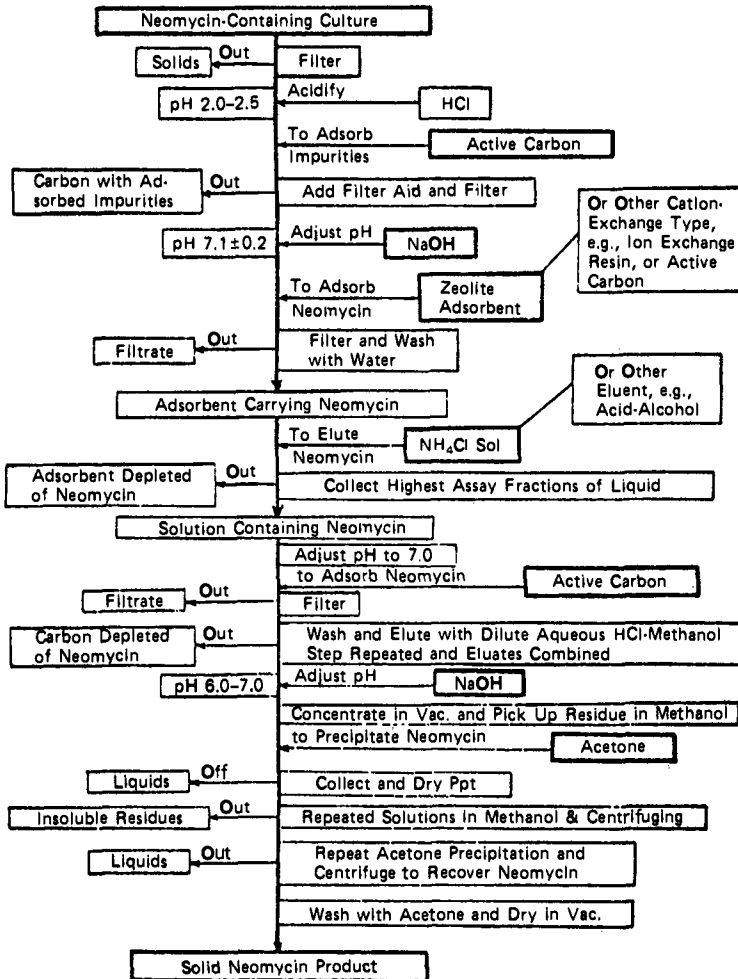 Neomycin-Containing Culture
Solids
Out
Filter
Acidify
pH 2.0–2.5
HCl
To Adsorb
Impurities
Active Carbon
Carbon with Ad-
sorbed Impurities
Out
Add Filter Aid and Filter
Or Other Cation-
Exchange Type,
e.g., Ion Exchange
Resin, or Active
Carbon
pH 7.1±0.2
Adjust pH
NaOH
To Adsorb
Neomycin
Zeolite
Adsorbent
Filtrate
Out
Filter and Wash
with Water
Or Other
Eluent, e.g.,
Acid-Alcohol
Adsorbent Carrying Neomycin
To Elute
Neomycin
NH₄Cl Sol
Adsorbent Depleted
of Neomycin
Out
Collect Highest Assay Fractions of Liquid
Solution Containing Neomycin
Adjust pH to 7.0
to Adsorb Neomycin
Active Carbon
Filtrate
Out
Filter
Carbon Depleted
of Neomycin
Out
Wash and Elute with Dilute Aqueous HCl-Methanol
Step Repeated and Eluates Combined
pH 6.0–7.0
Adjust pH
NaOH
Concentrate in Vac. and Pick Up Residue in Methanol
to Precipitate Neomycin
Acetone
Liquids
Off
Collect and Dry Ppt
Insoluble Residues
Out
Repeated Solutions in Methanol & Centrifuging
Liquids
Out
Repeat Acetone Precipitation and
Centrifuge to Recover Neomycin
Wash with Acetone and Dry in Vac.
Solid Neomycin Product